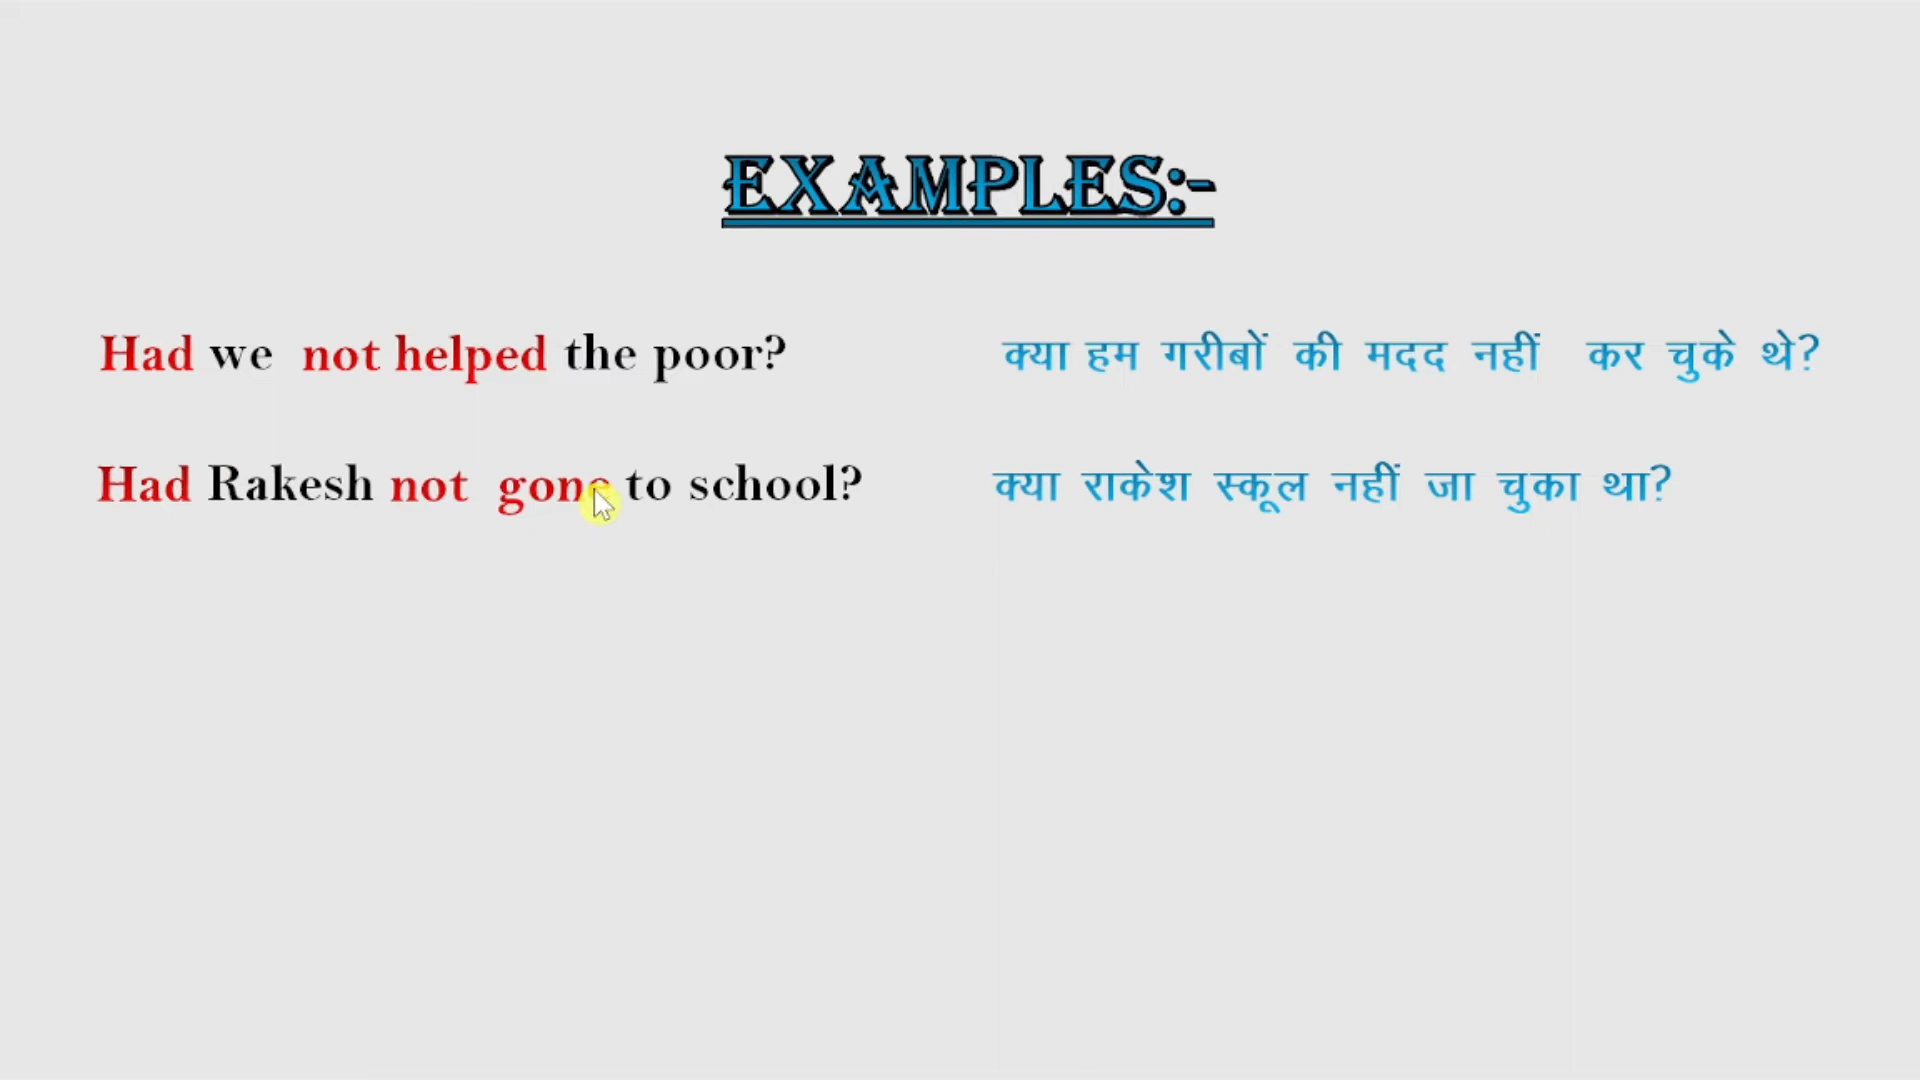 EXAMPLES:-
Had we not helped the poor? क्या हम गरीबों की मदद नहीं कर चुके थे?
Had Rakesh not gone to school? क्या राकेश स्कूल नहीं जा चुका था?